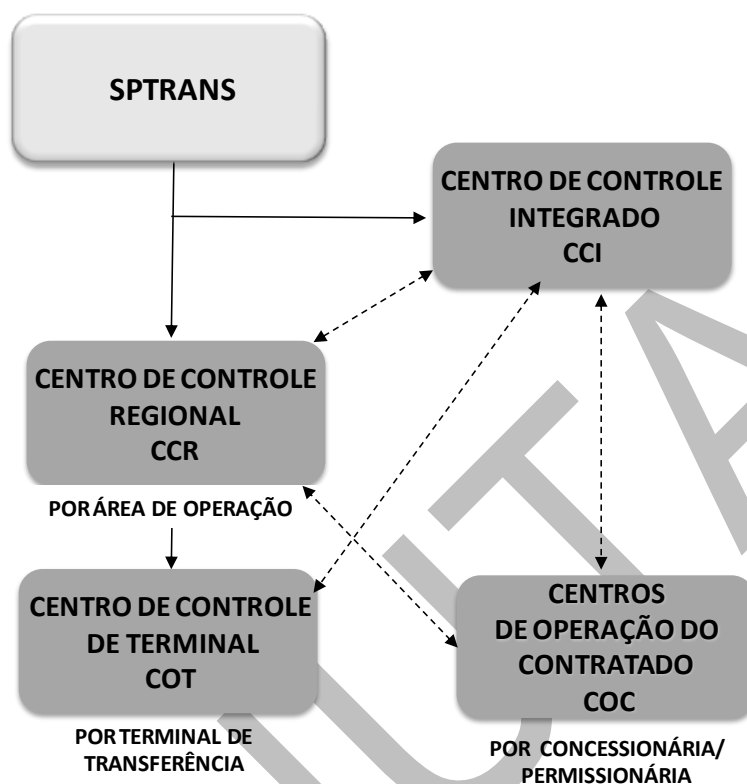 SPTRANS
CENTRO DE CONTROLE
INTEGRADO
CCI
CENTRO DE CONTROLE
REGIONAL
CCR
POR ÁREA DE OPERAÇÃO
CENTRO DE CONTROLE
DE TERMINAL
COT
POR TERMINAL DE
TRANSFERÊNCIA
CENTROS
DE OPERAÇÃO DO
CONTRATADO
COC
POR CONCESSIONÁRIA/
PERMISSIONÁRIA